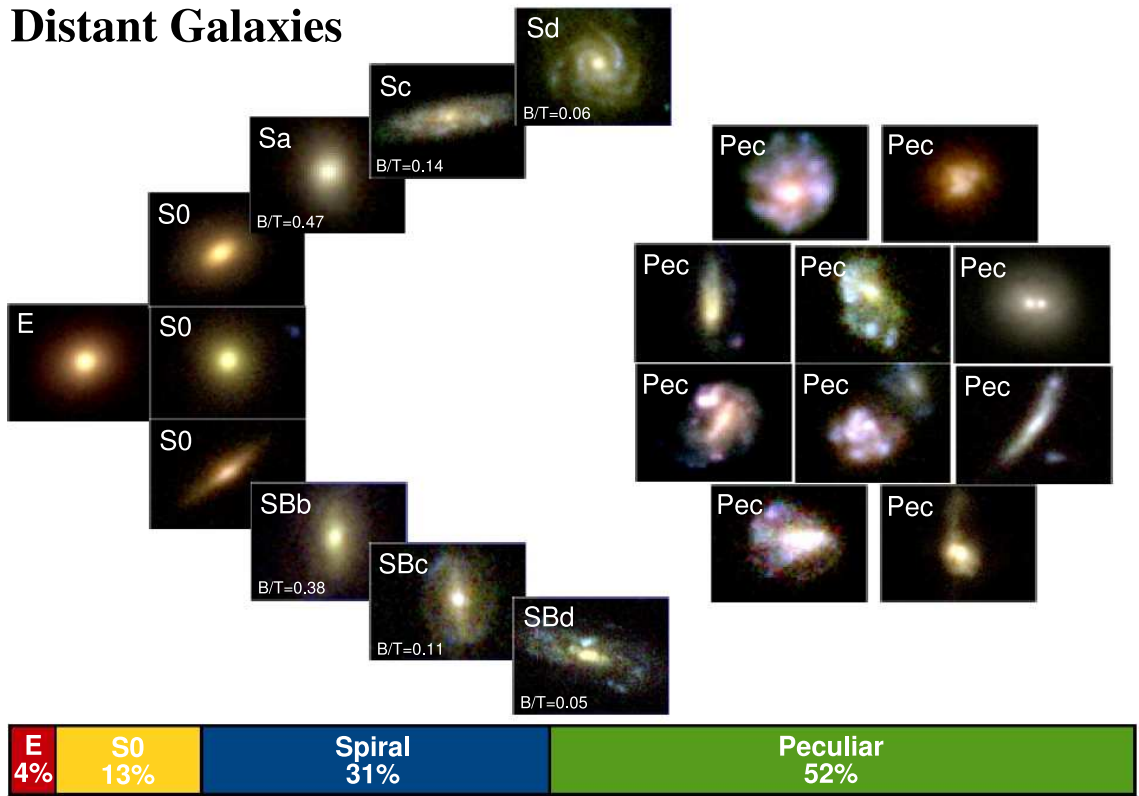 Distant Galaxies
Sd
B/T=0.06
Sc
B/T=0.14
Sa
B/T=0.47
S0
E
S0
S0
SBb
B/T=0.38
SBc
B/T=0.11
SBd
B/T=0.05
Pec
Pec
Pec
Pec
Pec
Pec
Pec
Pec
Pec
Pec
E
4%
S0
13%
Spiral
31%
Peculiar
52%